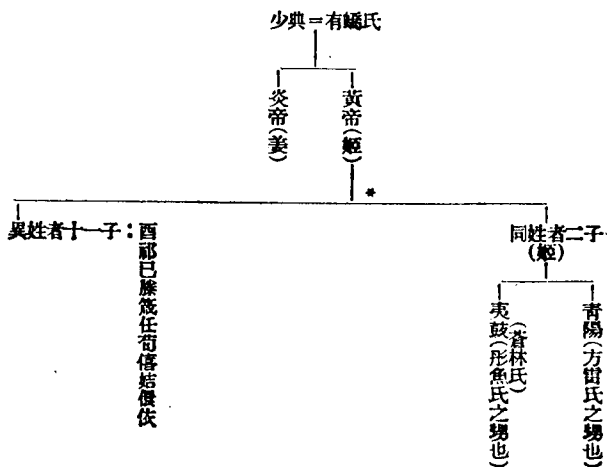 少典＝有蟜氏
黃帝(姬)
炎帝(姜)
*
同姓者二子
(姬)
青陽(方雷氏之甥也)
夷鼓(彤魚氏之甥也)
(蒼林氏)
異姓者十一子：
酉祁已滕箴任荀僖姞儇依